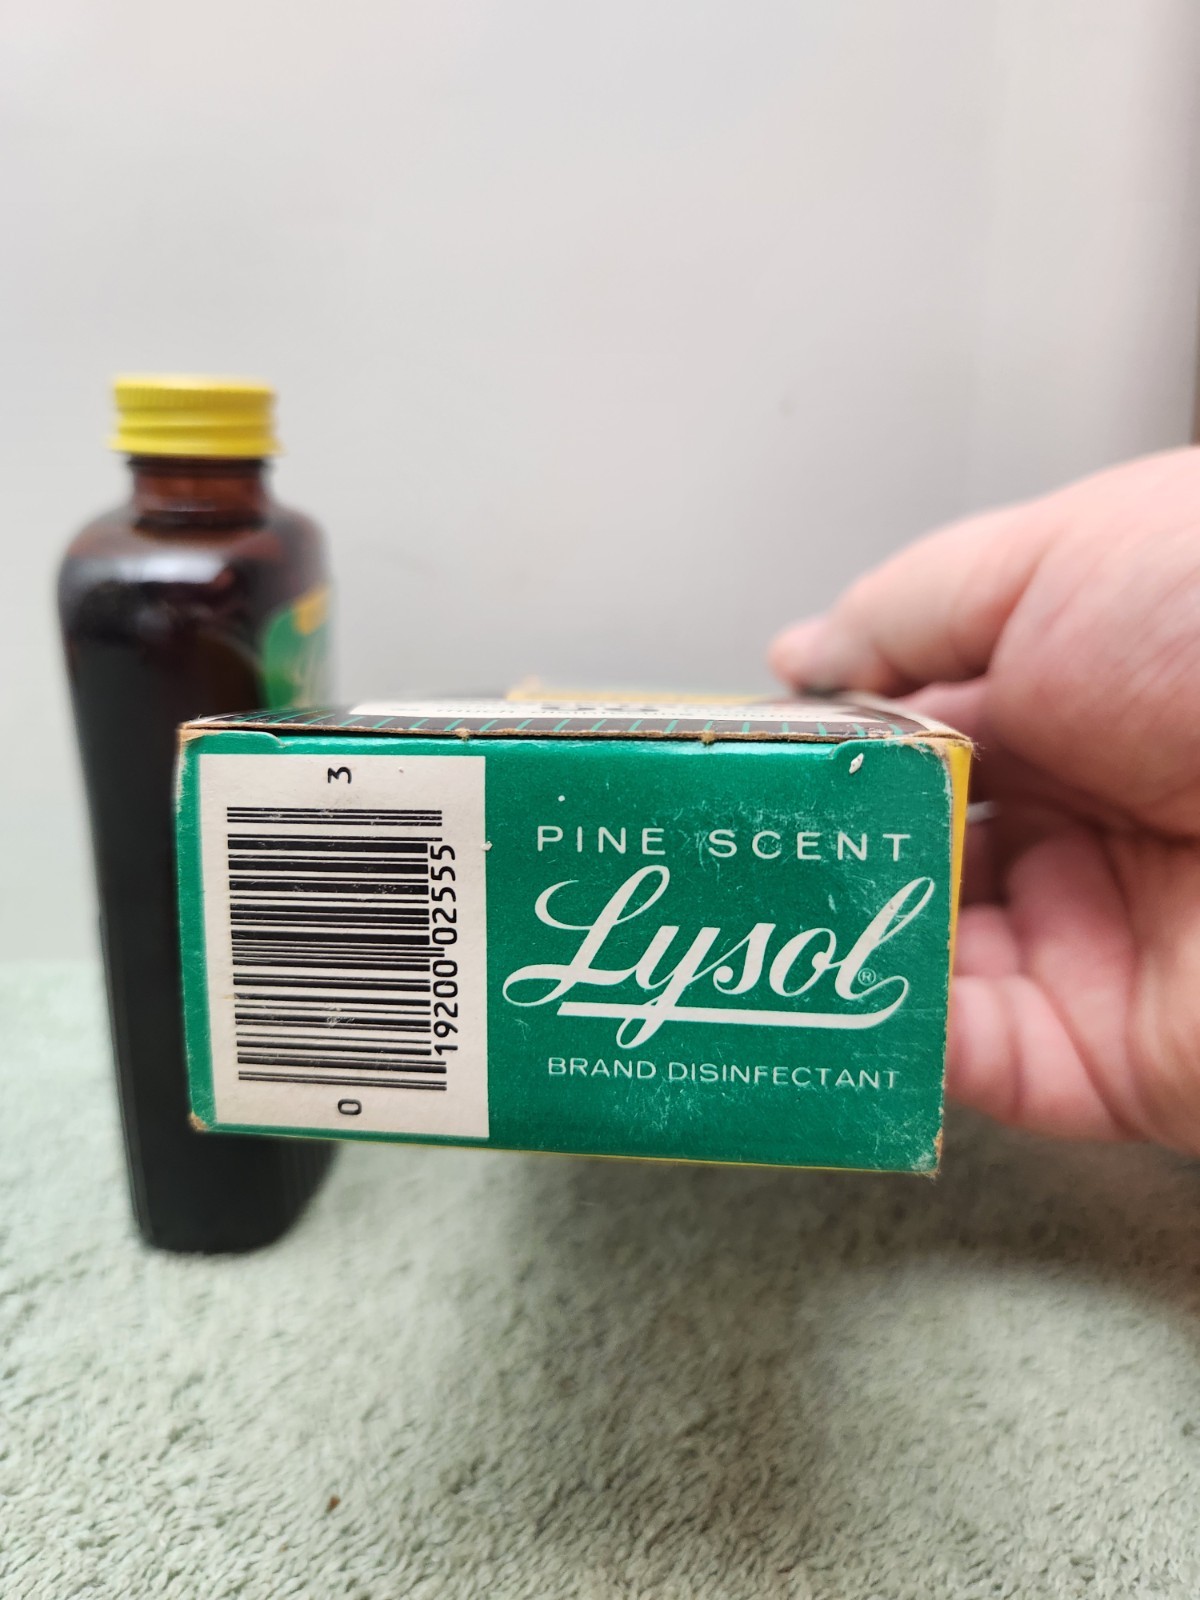 PINE SCENT
Lysol®
BRAND DISINFECTANT
0 19200 02555 3